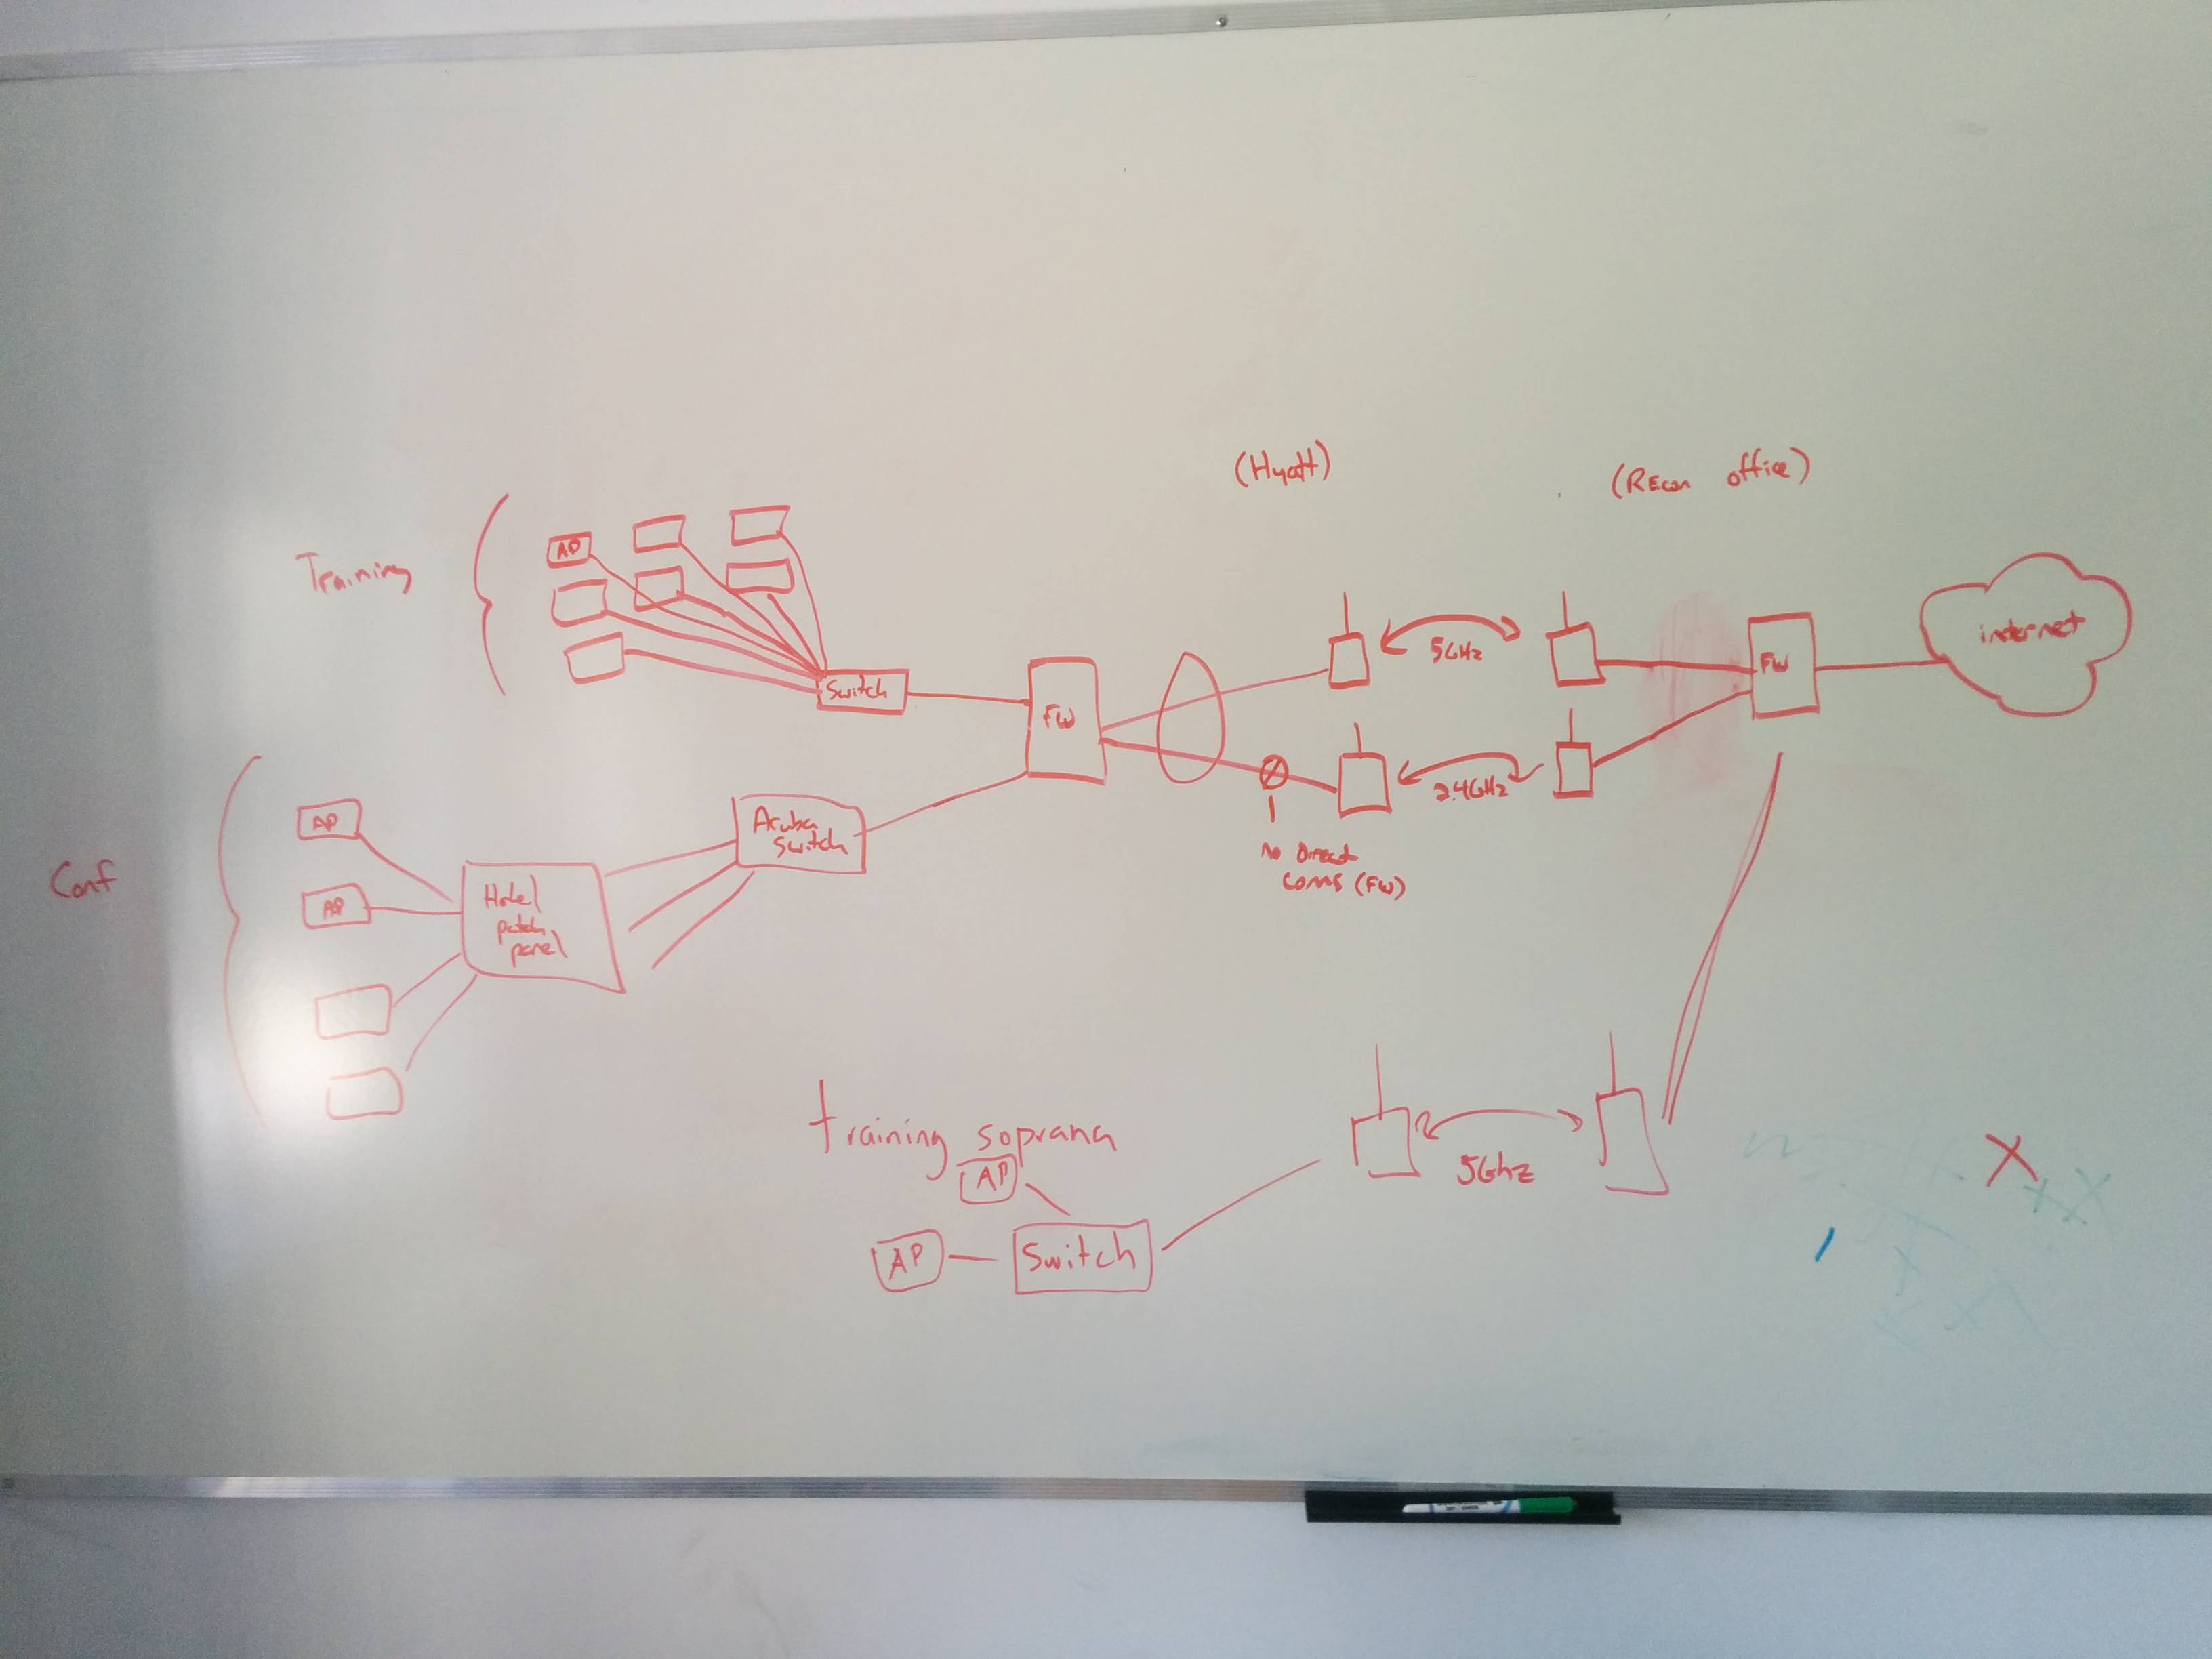 (Hyatt)
(REcon office)
Training
AP
Switch
FW
5GHz
FW
internet
2.4GHz
No Direct
Coms (FW)
Conf
AP
AP
Hotel
patch
panel
Aruba
Switch
training soprana
AP
AP
Switch
5Ghz
X